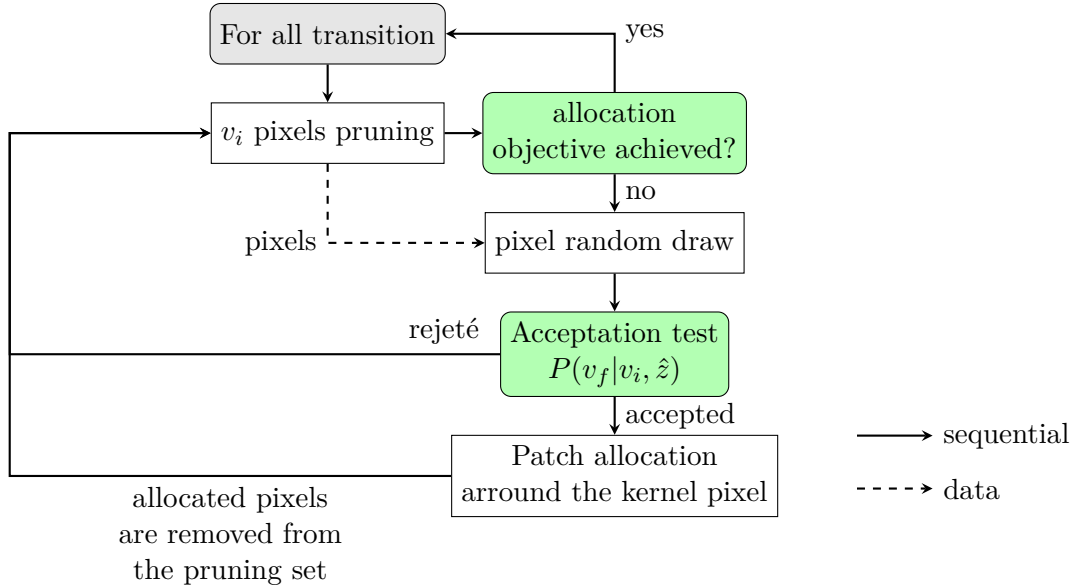 For all transition
yes
$v_i$ pixels pruning
allocation
objective achieved?
no
pixels
pixel random draw
rejeté
Acceptation test
$P(v_f|v_i, \hat{z})$
accepted
sequential
Patch allocation
arround the kernel pixel
data
allocated pixels
are removed from
the pruning set